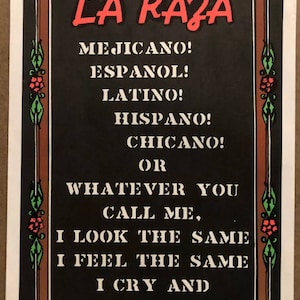 LA RAZA
MEJICANO!
ESPANOL!
LATINO!
HISPANO!
CHICANO!
OR
WHATEVER YOU
CALL ME,
I LOOK THE SAME
I FEEL THE SAME
I CRY AND